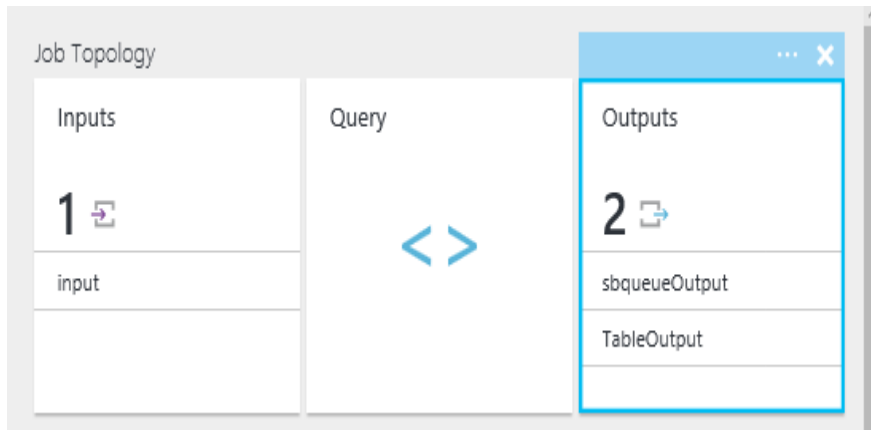 Job Topology
Inputs
1
input
Query
< >
Outputs
2
sbqueueOutput
TableOutput